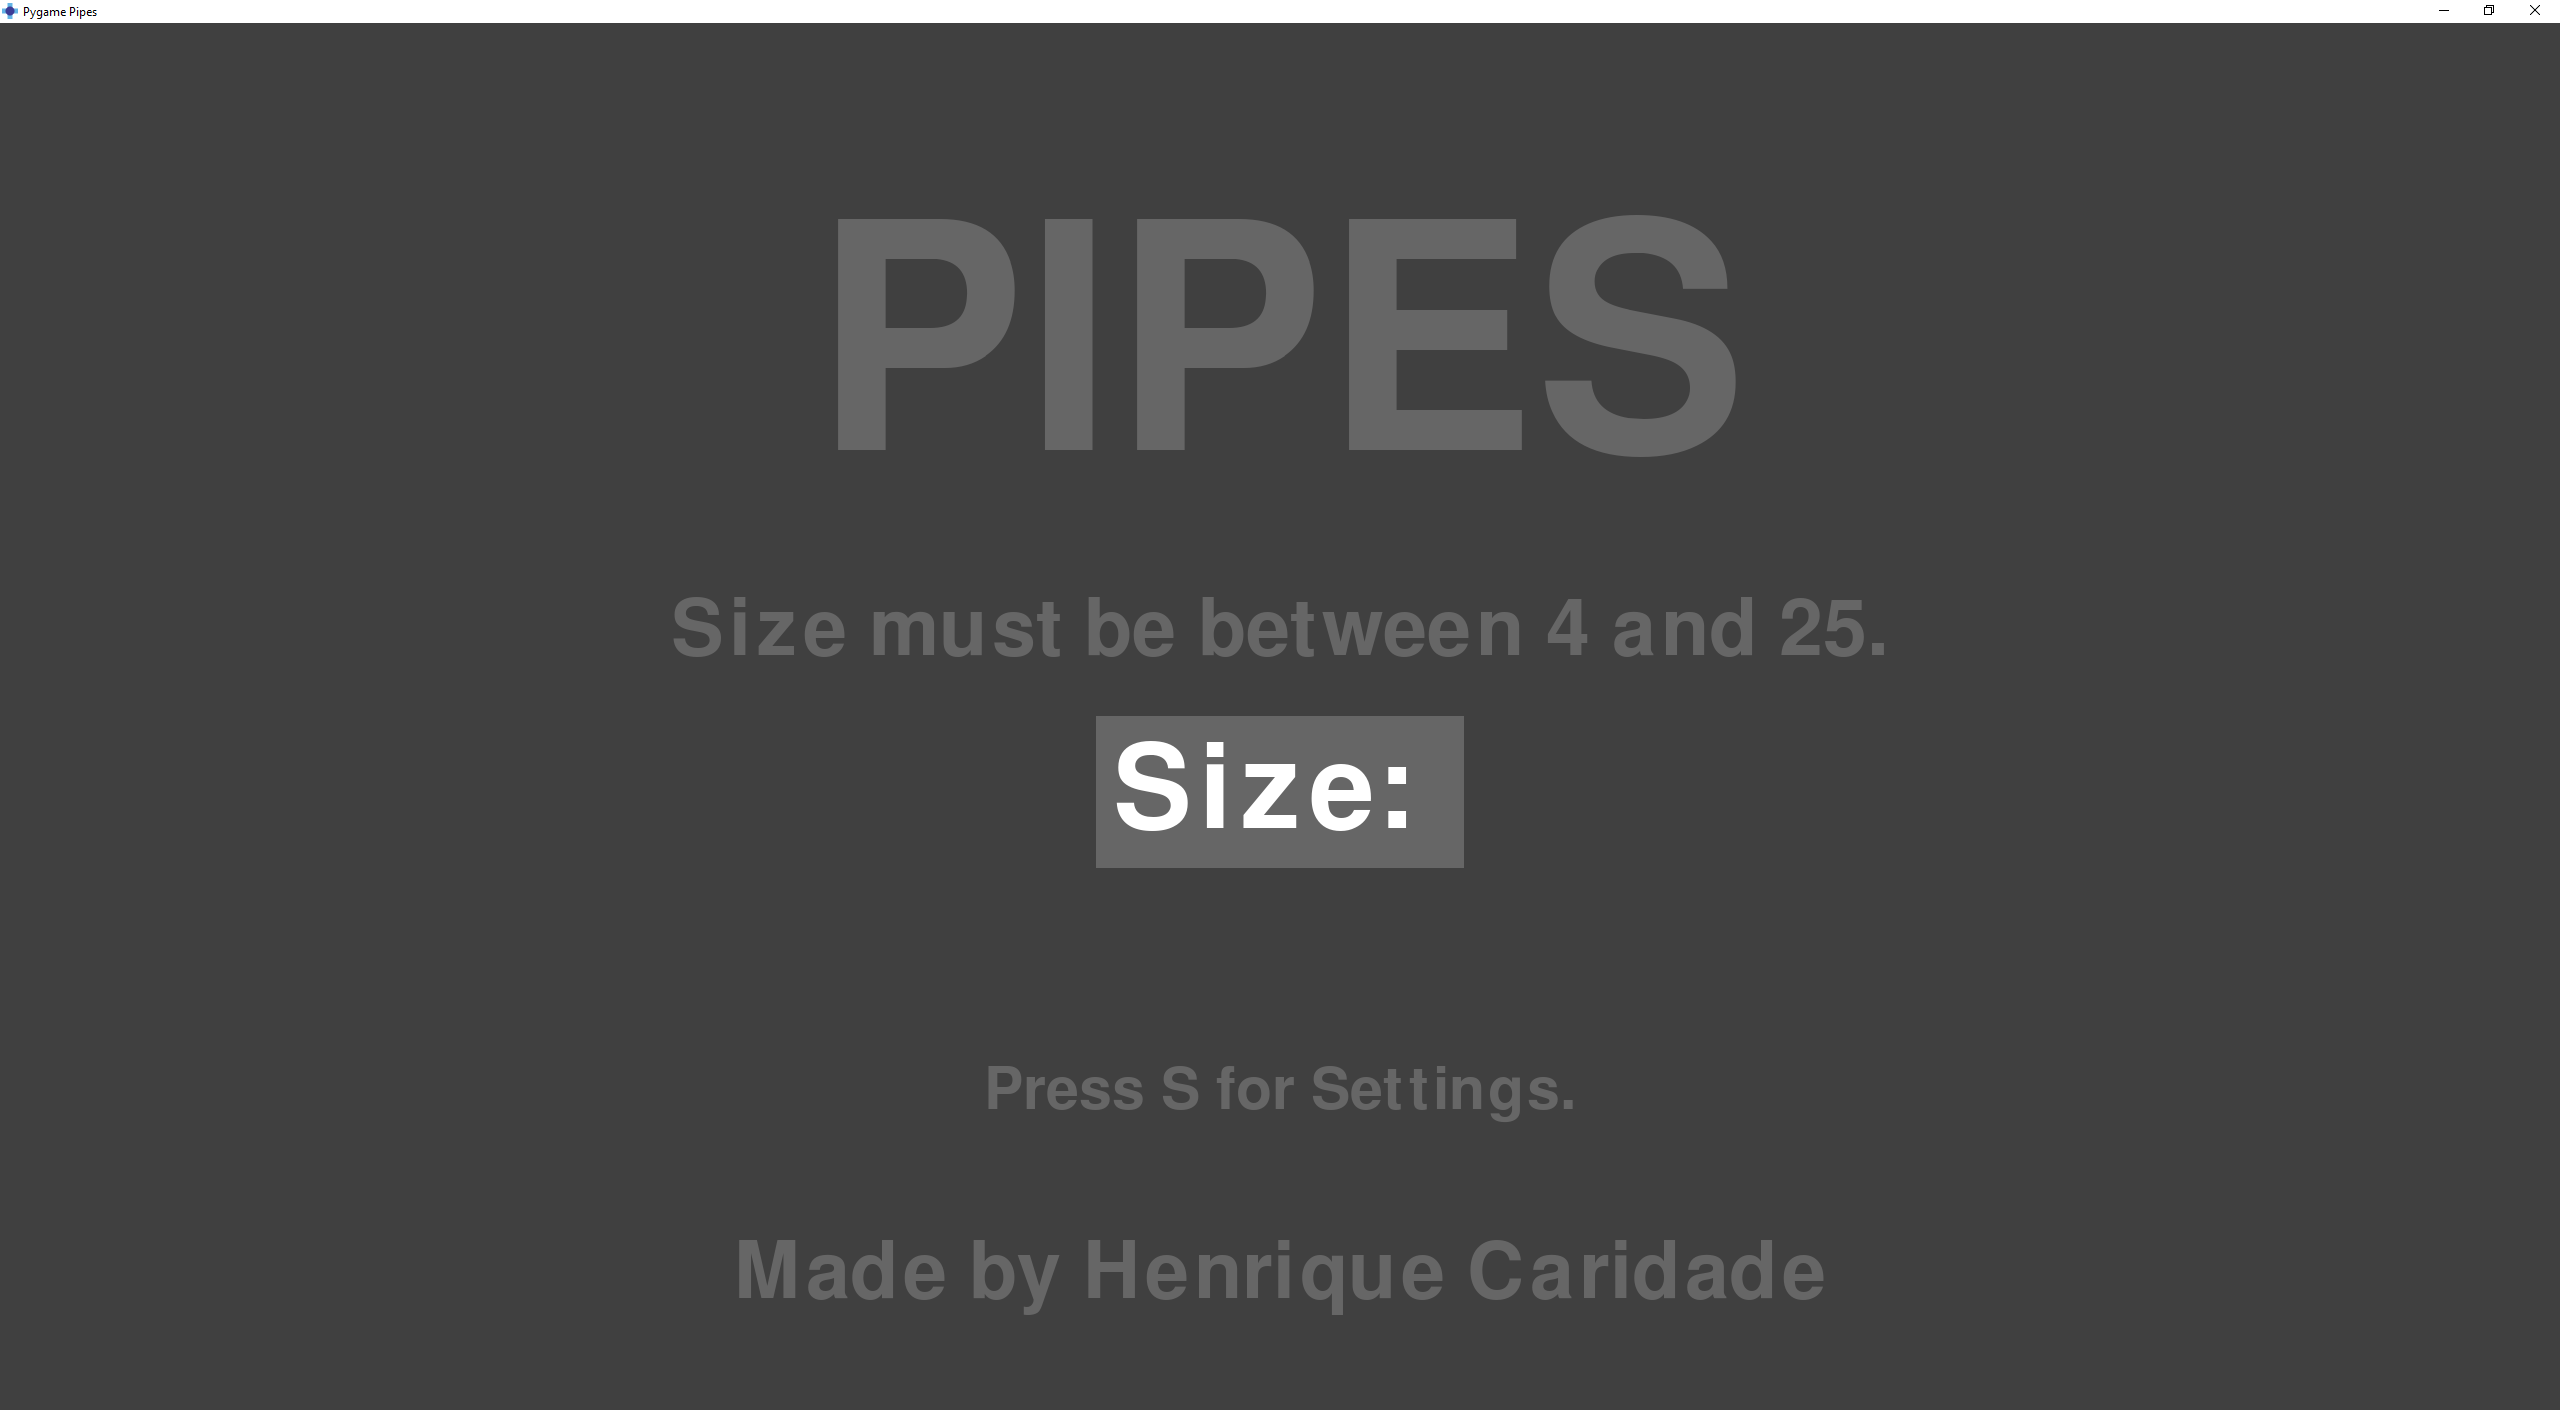 Pygame Pipes
PIPES
Size must be between 4 and 25.
Size:
Press S for Settings.
Made by Henrique Caridade